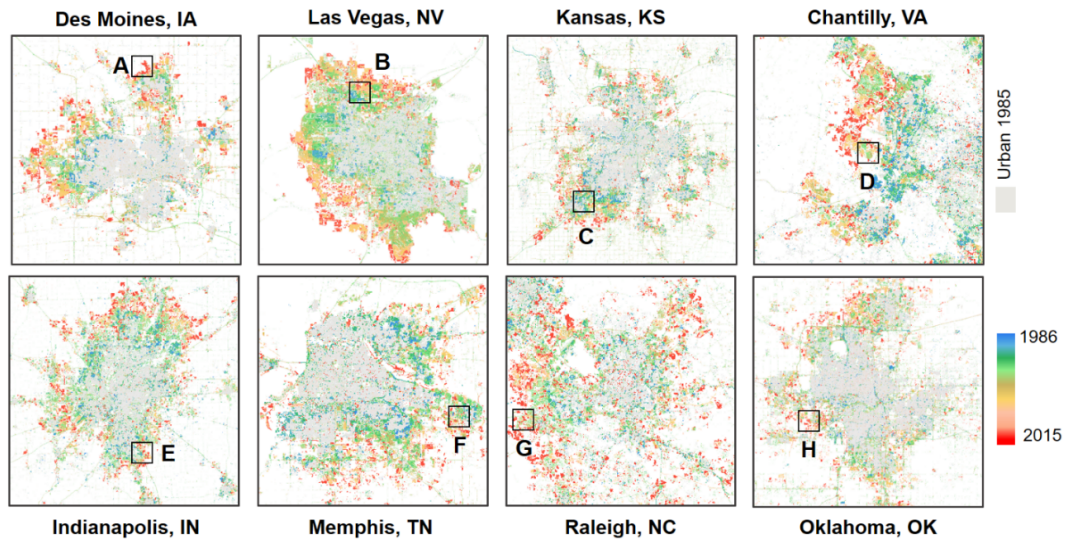 Des Moines, IA
Las Vegas, NV
Kansas, KS
Chantilly, VA
A
B
C
D
Urban 1985
E
F
G
H
1986
2015
Indianapolis, IN
Memphis, TN
Raleigh, NC
Oklahoma, OK